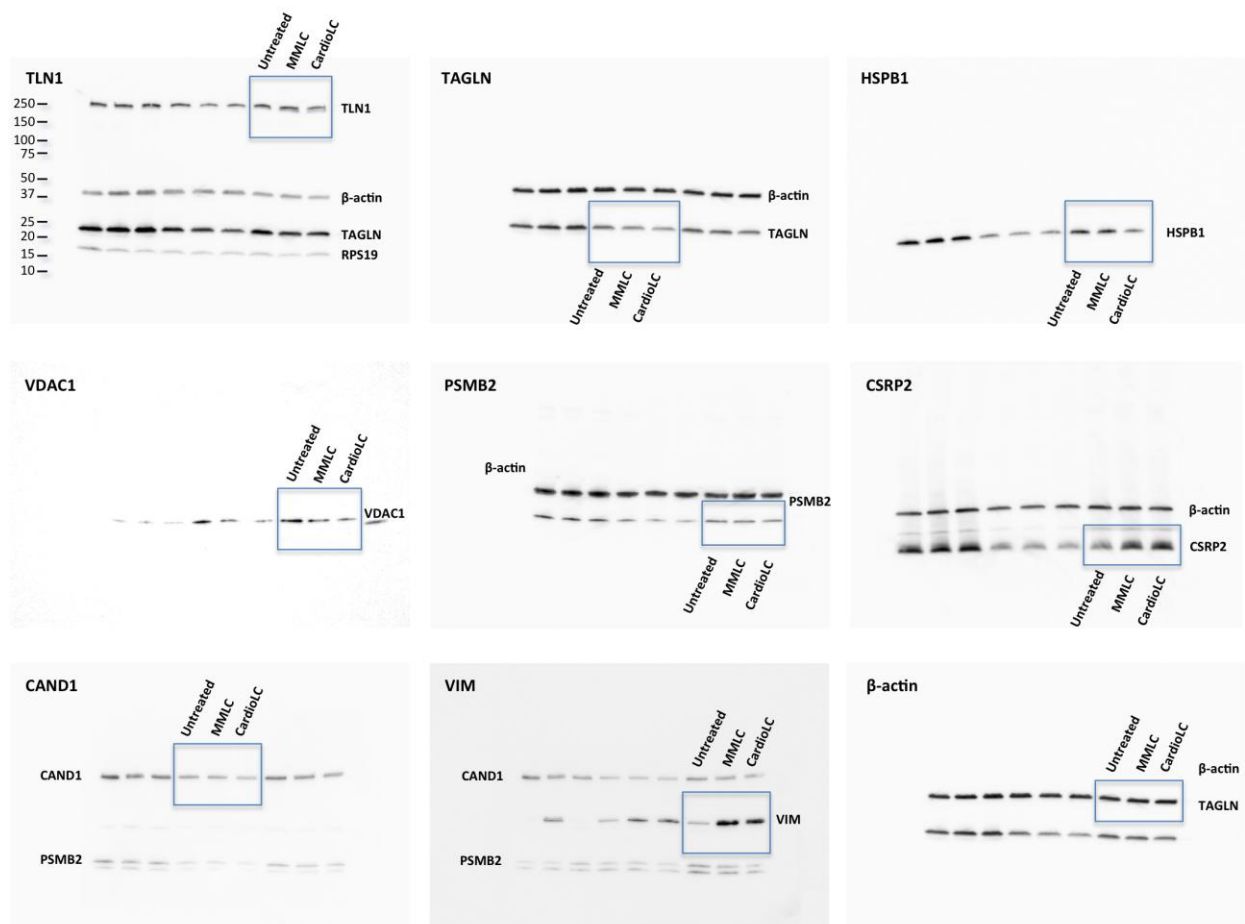 TLN1
Untreated
MMLC
CardioLC
250
150
100
75
50
37
25
20
15
10
TLN1
β-actin
TAGLN
RPS19
TAGLN
β-actin
TAGLN
Untreated
MMLC
CardioLC
HSPB1
HSPB1
Untreated
MMLC
CardioLC
VDAC1
Untreated
MMLC
CardioLC
VDAC1
PSMB2
β-actin
PSMB2
Untreated
MMLC
CardioLC
CSRP2
β-actin
CSRP2
Untreated
MMLC
CardioLC
CAND1
Untreated
MMLC
CardioLC
CAND1
PSMB2
VIM
Untreated
MMLC
CardioLC
CAND1
VIM
PSMB2
β-actin
Untreated
MMLC
CardioLC
β-actin
TAGLN